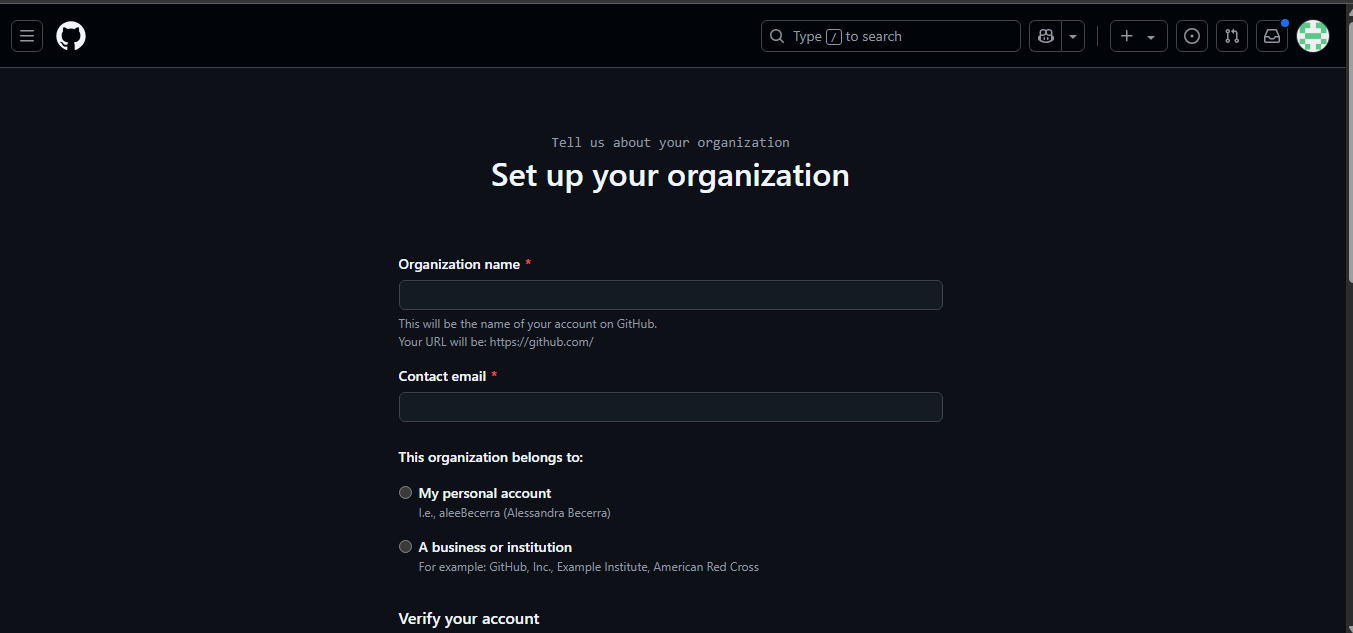 Type / to search
Tell us about your organization
Set up your organization
Organization name *
This will be the name of your account on GitHub.
Your URL will be: https://github.com/
Contact email *
This organization belongs to:
My personal account
I.e., aleeBecerra (Alessandra Becerra)
A business or institution
For example: GitHub, Inc., Example Institute, American Red Cross
Verify your account